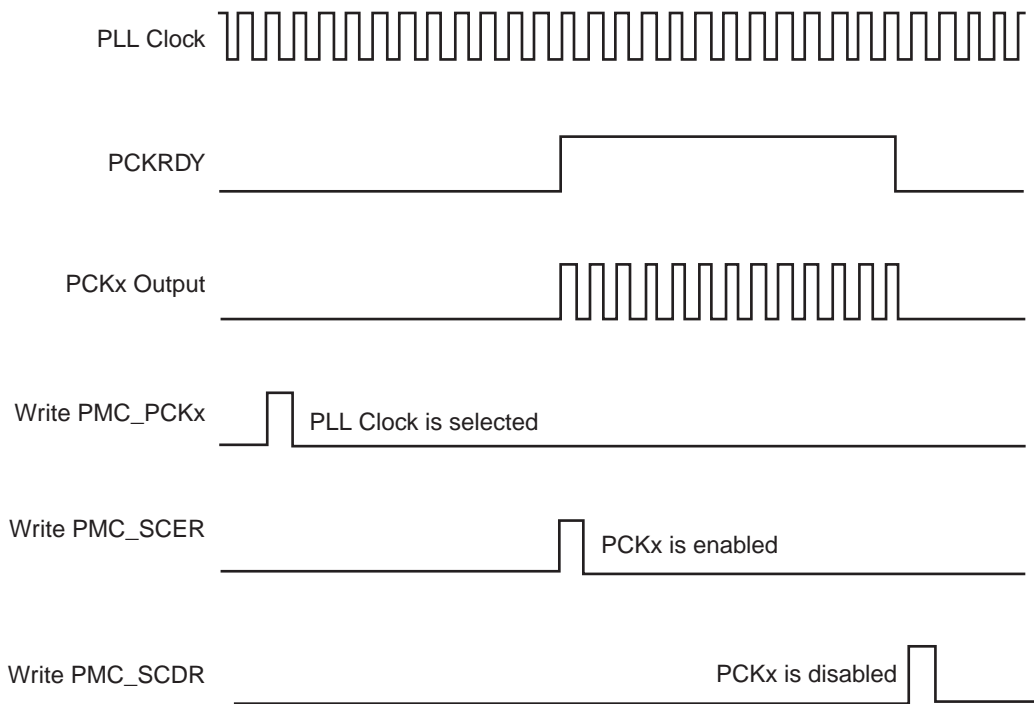 PLL Clock
PCKRDY
PCKx Output
Write PMC_PCKx
PLL Clock is selected
Write PMC_SCER
PCKx is enabled
Write PMC_SCDR
PCKx is disabled